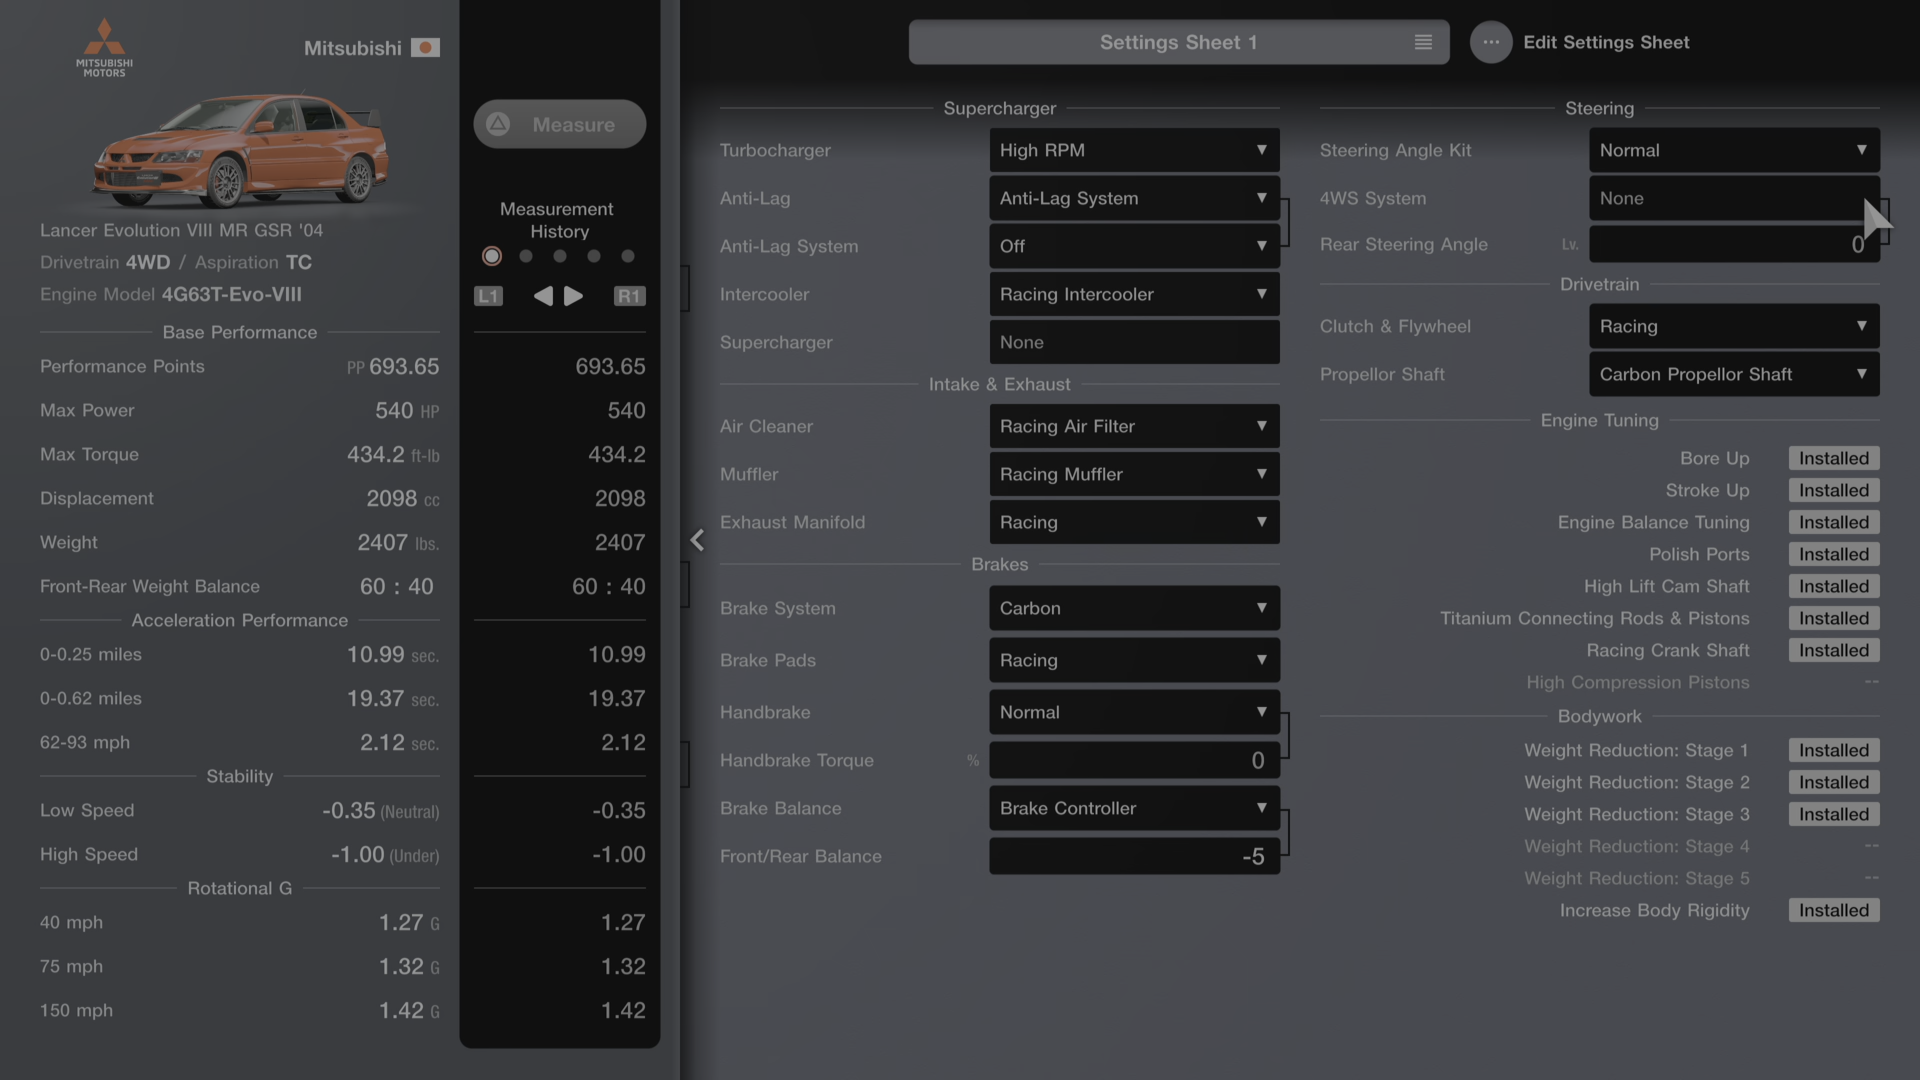 MITSUBISHI
MOTORS
Mitsubishi
Lancer Evolution VIII MR GSR '04
Drivetrain 4WD / Aspiration TC
Engine Model 4G63T-Evo-VIII
Base Performance
Performance Points PP 693.65
Max Power 540 HP
Max Torque 434.2 ft-lb
Displacement 2098 cc
Weight 2407 lbs.
Front-Rear Weight Balance 60 : 40
Acceleration Performance
0-0.25 miles 10.99 sec.
0-0.62 miles 19.37 sec.
62-93 mph 2.12 sec.
Stability
Low Speed -0.35 (Neutral)
High Speed -1.00 (Under)
Rotational G
40 mph 1.27 G
75 mph 1.32 G
150 mph 1.42 G
Measure
Measurement
History
L1 R1
693.65
540
434.2
2098
2407
60 : 40
10.99
19.37
2.12
-0.35
-1.00
1.27
1.32
1.42
Settings Sheet 1
Edit Settings Sheet
Supercharger
Turbocharger High RPM
Anti-Lag Anti-Lag System
Anti-Lag System Off
Intercooler Racing Intercooler
Supercharger None
Intake & Exhaust
Air Cleaner Racing Air Filter
Muffler Racing Muffler
Exhaust Manifold Racing
Brakes
Brake System Carbon
Brake Pads Racing
Handbrake Normal
Handbrake Torque % 0
Brake Balance Brake Controller
Front/Rear Balance -5
Steering
Steering Angle Kit Normal
4WS System None
Rear Steering Angle Lv. 0
Drivetrain
Clutch & Flywheel Racing
Propellor Shaft Carbon Propellor Shaft
Engine Tuning
Bore Up Installed
Stroke Up Installed
Engine Balance Tuning Installed
Polish Ports Installed
High Lift Cam Shaft Installed
Titanium Connecting Rods & Pistons Installed
Racing Crank Shaft Installed
High Compression Pistons --
Bodywork
Weight Reduction: Stage 1 Installed
Weight Reduction: Stage 2 Installed
Weight Reduction: Stage 3 Installed
Weight Reduction: Stage 4 --
Weight Reduction: Stage 5 --
Increase Body Rigidity Installed